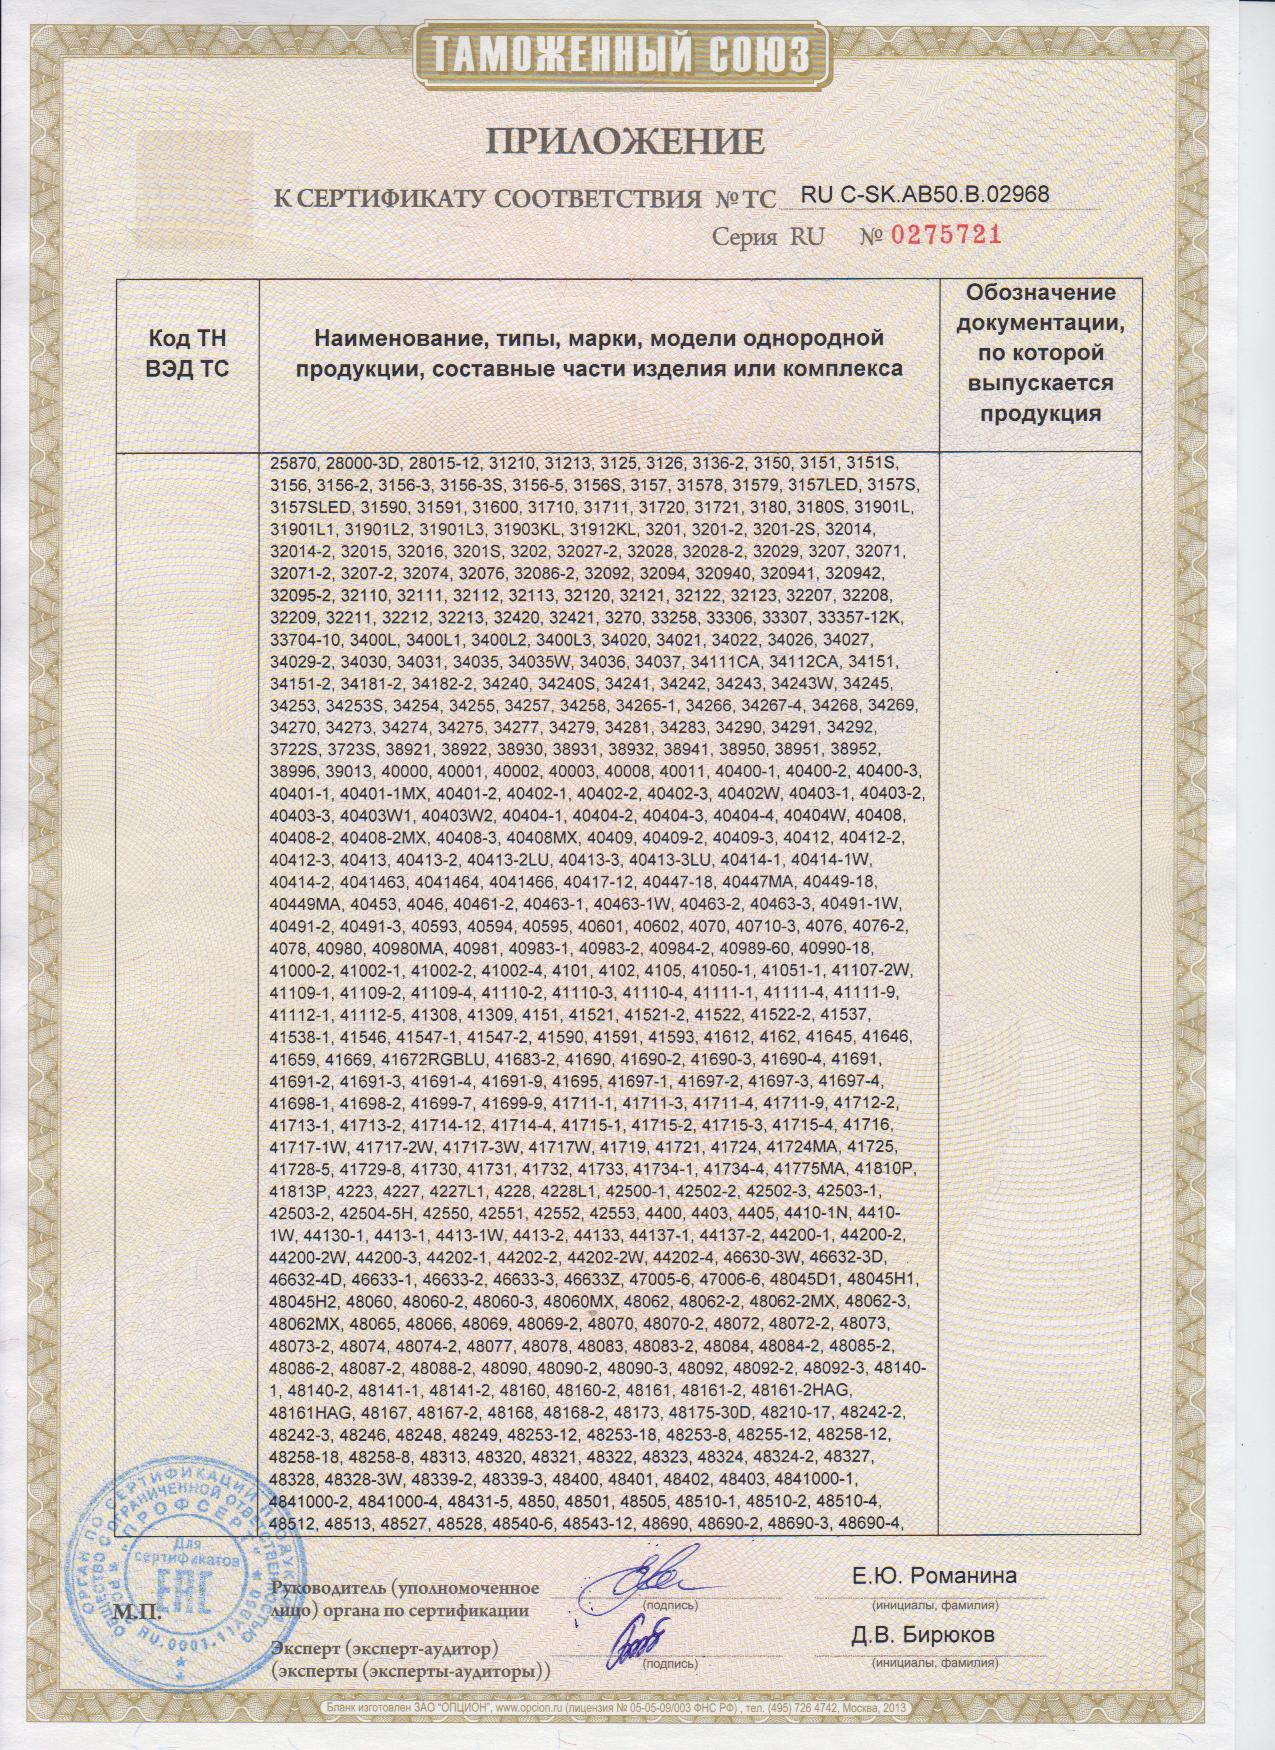 ТАМОЖЕННЫЙ СОЮЗ
ПРИЛОЖЕНИЕ
К СЕРТИФИКАТУ СООТВЕТСТВИЯ № ТС RU C-SK.АВ50.В.02968
Серия RU № 0275721
Код ТН
ВЭД ТС
Наименование, типы, марки, модели однородной
продукции, составные части изделия или комплекса
Обозначение
документации,
по которой
выпускается
продукция
25870, 28000-3D, 28015-12, 31210, 31213, 3125, 3126, 3136-2, 3150, 3151, 3151S,
3156, 3156-2, 3156-3, 3156-3S, 3156-5, 3156S, 3157, 31578, 31579, 3157LED, 3157S,
3157SLED, 31590, 31591, 31600, 31710, 31711, 31720, 31721, 3180, 3180S, 31901L,
31901L1, 31901L2, 31901L3, 31903KL, 31912KL, 3201, 3201-2, 3201-2S, 32014,
32014-2, 32015, 32016, 3201S, 3202, 32027-2, 32028, 32028-2, 32029, 3207, 32071,
32071-2, 3207-2, 32074, 32076, 32086-2, 32092, 32094, 320940, 320941, 320942,
32095-2, 32110, 32111, 32112, 32113, 32120, 32121, 32122, 32123, 32207, 32208,
32209, 32211, 32212, 32213, 32420, 32421, 3270, 33258, 33306, 33307, 33357-12K,
33704-10, 3400L, 3400L1, 3400L2, 3400L3, 34020, 34021, 34022, 34026, 34027,
34029-2, 34030, 34031, 34035, 34035W, 34036, 34037, 34111CA, 34112CA, 34151,
34151-2, 34181-2, 34182-2, 34240, 34240S, 34241, 34242, 34243, 34243W, 34245,
34253, 34253S, 34254, 34255, 34257, 34258, 34265-1, 34266, 34267-4, 34268, 34269,
34270, 34273, 34274, 34275, 34277, 34279, 34281, 34283, 34290, 34291, 34292,
3722S, 3723S, 38921, 38922, 38930, 38931, 38932, 38941, 38950, 38951, 38952,
38996, 39013, 40000, 40001, 40002, 40003, 40008, 40011, 40400-1, 40400-2, 40400-3,
40401-1, 40401-1MX, 40401-2, 40402-1, 40402-2, 40402-3, 40402W, 40403-1, 40403-2,
40403-3, 40403W1, 40403W2, 40404-1, 40404-2, 40404-3, 40404-4, 40404W, 40408,
40408-2, 40408-2MX, 40408-3, 40408MX, 40409, 40409-2, 40409-3, 40412, 40412-2,
40412-3, 40413, 40413-2, 40413-2LU, 40413-3, 40413-3LU, 40414-1, 40414-1W,
40414-2, 4041463, 4041464, 4041466, 40417-12, 40447-18, 40447MA, 40449-18,
40449MA, 40453, 4046, 40461-2, 40463-1, 40463-1W, 40463-2, 40463-3, 40491-1W,
40491-2, 40491-3, 40593, 40594, 40595, 40601, 40602, 4070, 40710-3, 4076, 4076-2,
4078, 40980, 40980MA, 40981, 40983-1, 40983-2, 40984-2, 40989-60, 40990-18,
41000-2, 41002-1, 41002-2, 41002-4, 4101, 4102, 4105, 41050-1, 41051-1, 41107-2W,
41109-1, 41109-2, 41109-4, 41110-2, 41110-3, 41110-4, 41111-1, 41111-4, 41111-9,
41112-1, 41112-5, 41308, 41309, 4151, 41521, 41521-2, 41522, 41522-2, 41537,
41538-1, 41546, 41547-1, 41547-2, 41590, 41591, 41593, 41612, 4162, 41645, 41646,
41659, 41669, 41672RGBLU, 41683-2, 41690, 41690-2, 41690-3, 41690-4, 41691,
41691-2, 41691-3, 41691-4, 41691-9, 41695, 41697-1, 41697-2, 41697-3, 41697-4,
41698-1, 41698-2, 41699-7, 41699-9, 41711-1, 41711-3, 41711-4, 41711-9, 41712-2,
41713-1, 41713-2, 41714-12, 41714-4, 41715-1, 41715-2, 41715-3, 41715-4, 41716,
41717-1W, 41717-2W, 41717-3W, 41717W, 41719, 41721, 41724, 41724MA, 41725,
41728-5, 41729-8, 41730, 41731, 41732, 41733, 41734-1, 41734-4, 41775MA, 41810P,
41813P, 4223, 4227, 4227L1, 4228, 4228L1, 42500-1, 42502-2, 42502-3, 42503-1,
42503-2, 42504-5H, 42550, 42551, 42552, 42553, 4400, 4403, 4405, 4410-1N, 4410-
1W, 44130-1, 4413-1, 4413-1W, 4413-2, 44133, 44137-1, 44137-2, 44200-1, 44200-2,
44200-2W, 44200-3, 44202-1, 44202-2, 44202-2W, 44202-4, 46630-3W, 46632-3D,
46632-4D, 46633-1, 46633-2, 46633-3, 46633Z, 47005-6, 47006-6, 48045D1, 48045H1,
48045H2, 48060, 48060-2, 48060-3, 48060MX, 48062, 48062-2, 48062-2MX, 48062-3,
48062MX, 48065, 48066, 48069, 48069-2, 48070, 48070-2, 48072, 48072-2, 48073,
48073-2, 48074, 48074-2, 48077, 48078, 48083, 48083-2, 48084, 48084-2, 48085-2,
48086-2, 48087-2, 48088-2, 48090, 48090-2, 48090-3, 48092, 48092-2, 48092-3, 48140-
1, 48140-2, 48141-1, 48141-2, 48160, 48160-2, 48161, 48161-2, 48161-2HAG,
48161HAG, 48167, 48167-2, 48168, 48168-2, 48173, 48175-30D, 48210-17, 48242-2,
48242-3, 48246, 48248, 48249, 48253-12, 48253-18, 48253-8, 48255-12, 48258-12,
48258-18, 48258-8, 48313, 48320, 48321, 48322, 48323, 48324, 48324-2, 48327,
48328, 48328-3W, 48339-2, 48339-3, 48400, 48401, 48402, 48403, 4841000-1,
4841000-2, 4841000-4, 48431-5, 4850, 48501, 48505, 48510-1, 48510-2, 48510-4,
48512, 48513, 48527, 48528, 48540-6, 48543-12, 48690, 48690-2, 48690-3, 48690-4,
"ПРОФСЕРТ"
Для
сертификатов
М.П.
Руководитель (уполномоченное
лицо) органа по сертификации
(подпись)
Е.Ю. Романина
(инициалы, фамилия)
Эксперт (эксперт-аудитор)
(эксперты (эксперты-аудиторы))
(подпись)
Д.В. Бирюков
(инициалы, фамилия)
Бланк изготовлен ЗАО "ОПЦИОН", www.opcion.ru (лицензия № 05-05-09/003 ФНС РФ) , тел. (495) 726 4742, Москва, 2013